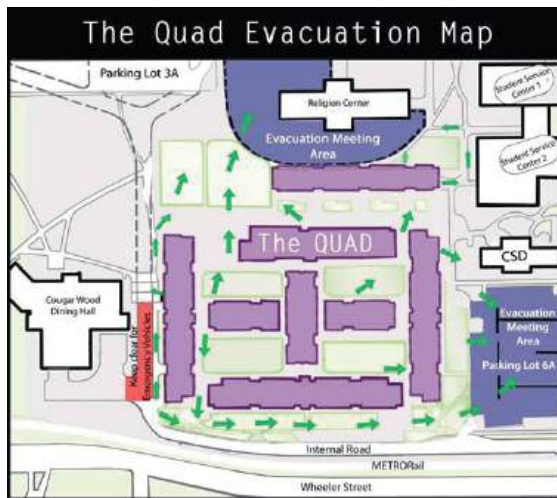 The Quad Evacuation Map
Parking Lot 3A
Student Service
Center 1
Religion Center
Evacuation Meeting
Area
Student Service
Center 2
The QUAD
CSD
Cougar Wood
Dining Hall
Keep clear for
Emergency Vehicles
Evacuation
Meeting
Area
Parking Lot 6A
Internal Road
METRORail
Wheeler Street